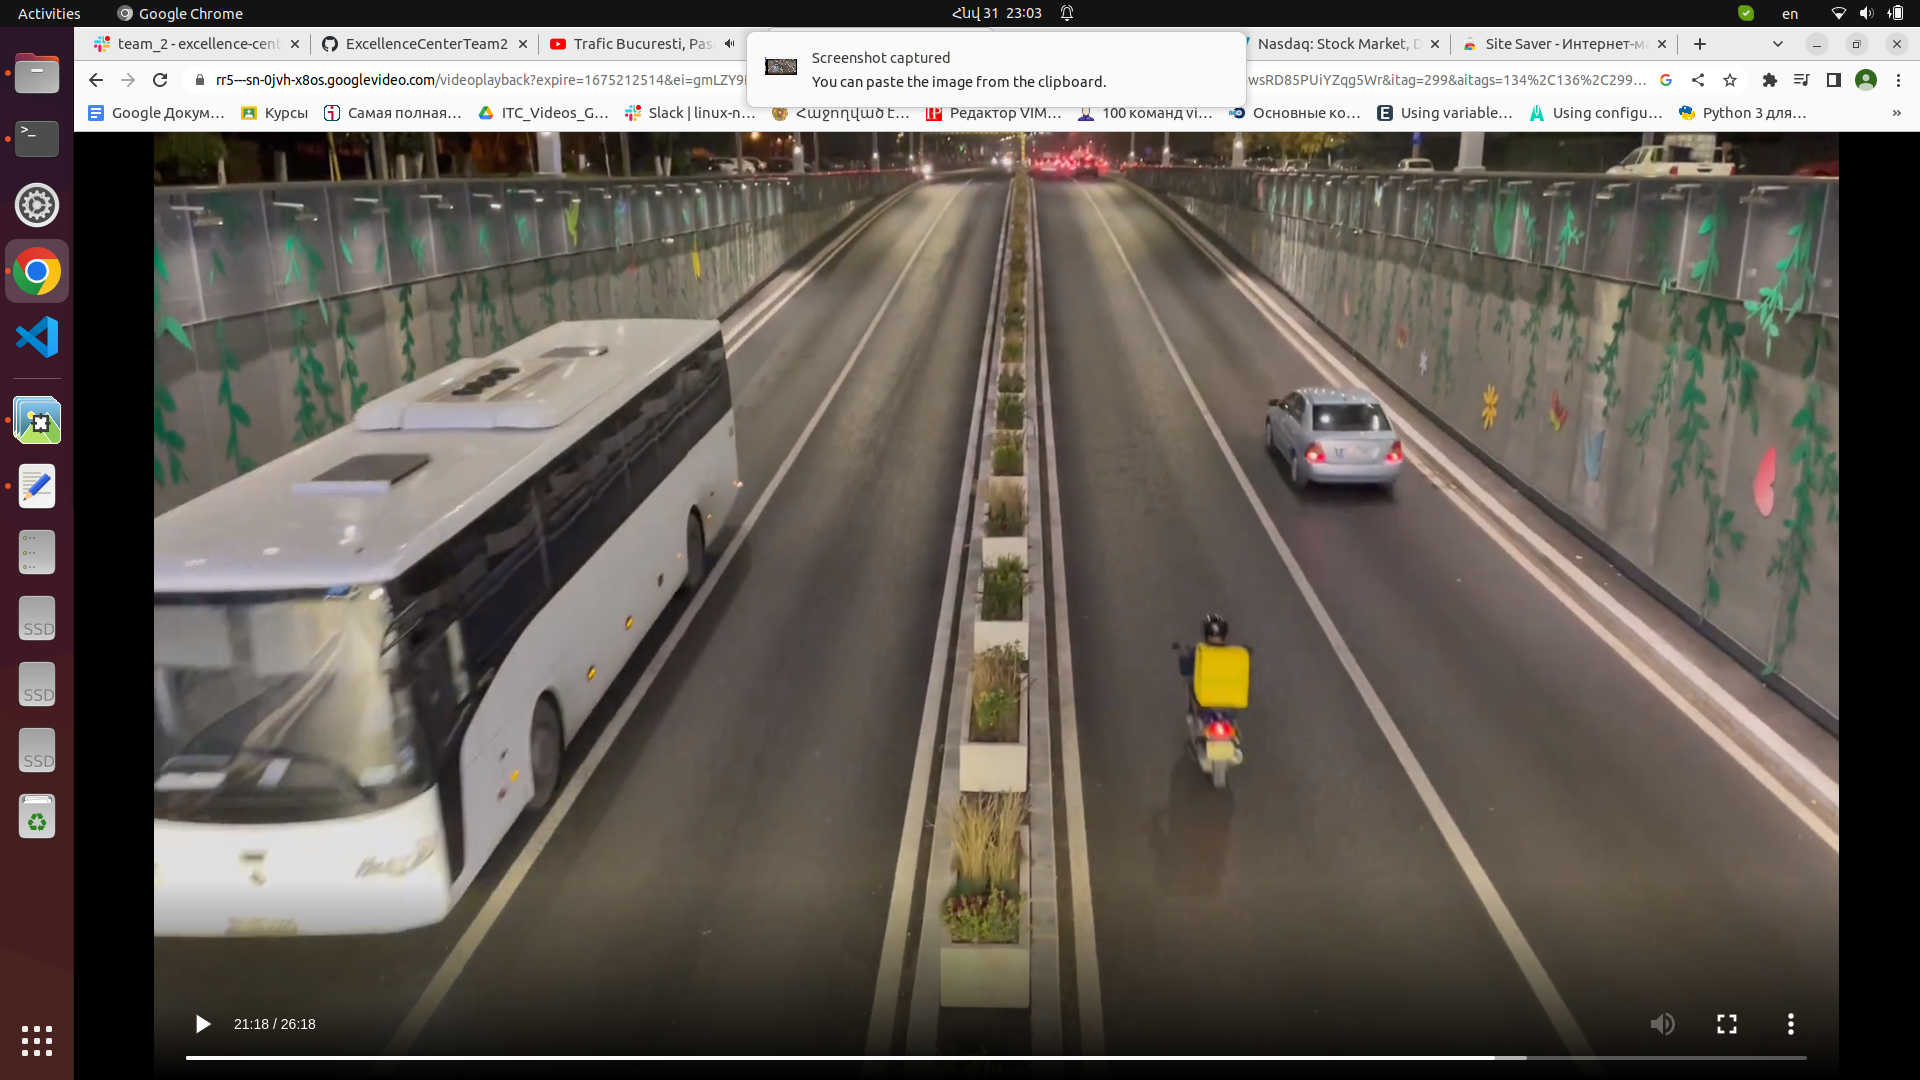 Activities
Google Chrome
Հնվ 31 23:03
en
team_2 - excellence-cent
ExcellenceCenterTeam2
Trafic Bucuresti, Pas
Nasdaq: Stock Market, D
Site Saver - Интернет-м
Screenshot captured
You can paste the image from the clipboard.
rr5---sn-0jvh-x8os.googlevideo.com/videoplayback?expire=1675212514&ei=gmLZY9
wsRD85PUiYZqg5Wr&itag=299&aitags=134%2C136%2C299...
Google Докум...
Курсы
Самая полная...
ITC_Videos_G...
Slack | linux-n...
Հաջողված է...
Редактор VIM...
100 команд vi...
Основные ко...
Using variable...
Using configu...
Python 3 для...
»
>_
SSD
SSD
SSD
21:18 / 26:18